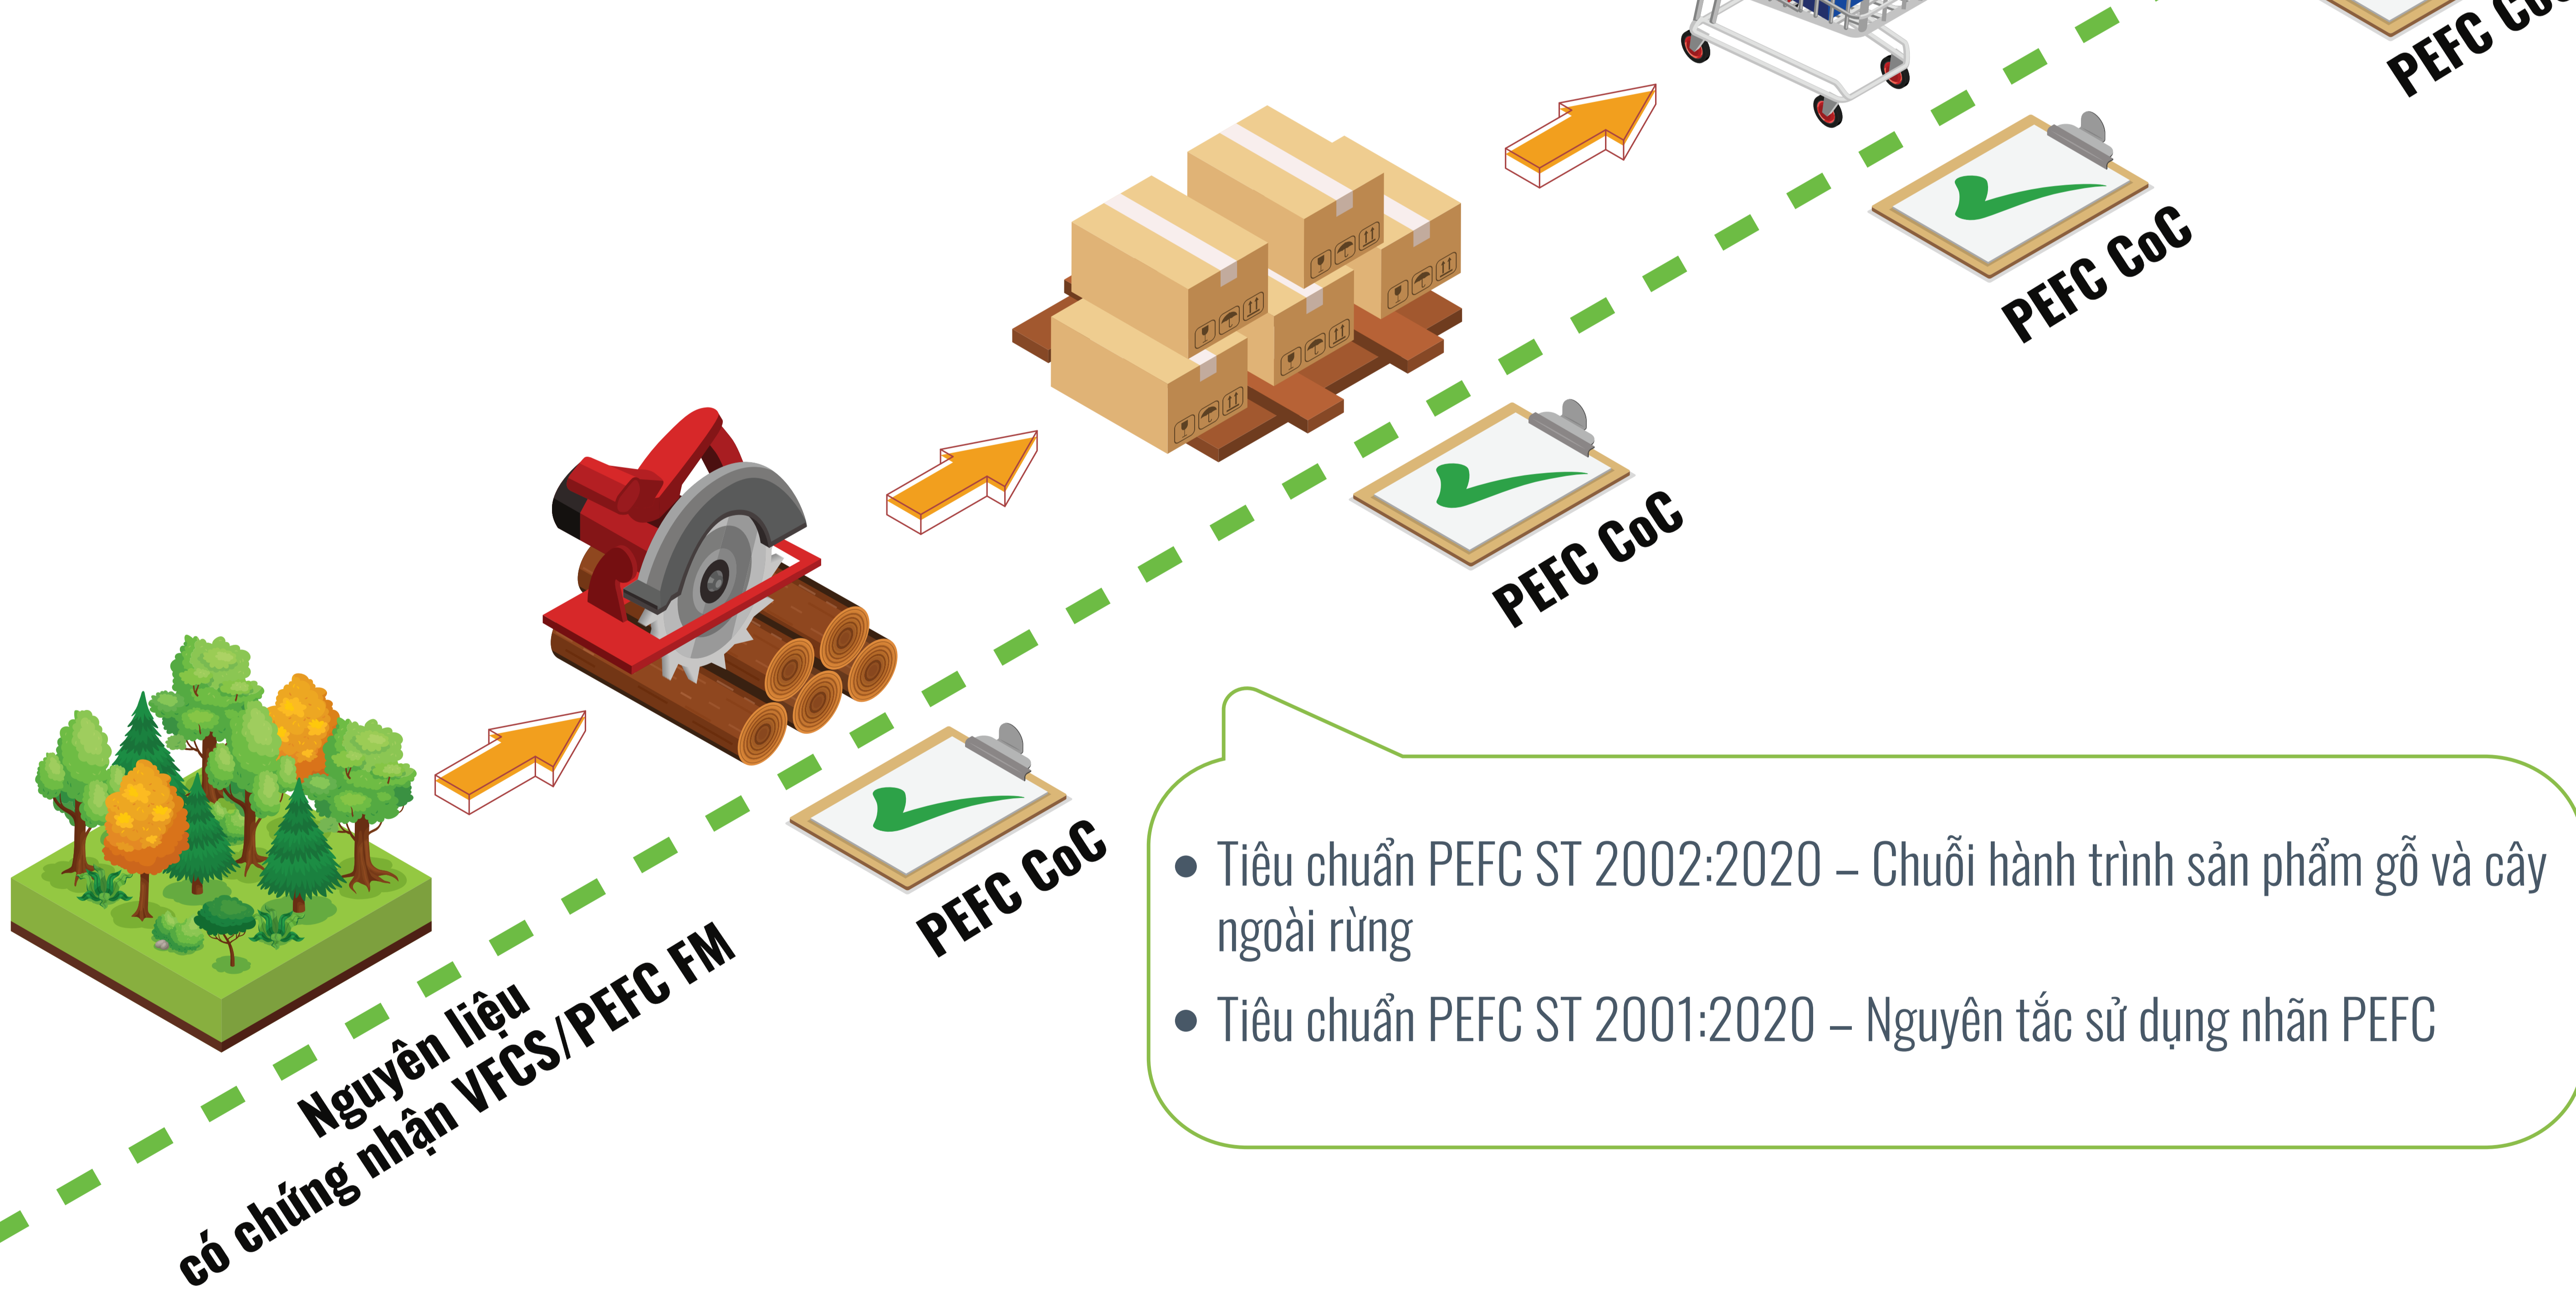 PEFC CoC
PEFC CoC
PEFC CoC
PEFC CoC
Nguyên liệu
có chứng nhận VFCS/PEFC FM
• Tiêu chuẩn PEFC ST 2002:2020 – Chuỗi hành trình sản phẩm gỗ và cây
ngoài rừng
• Tiêu chuẩn PEFC ST 2001:2020 – Nguyên tắc sử dụng nhãn PEFC